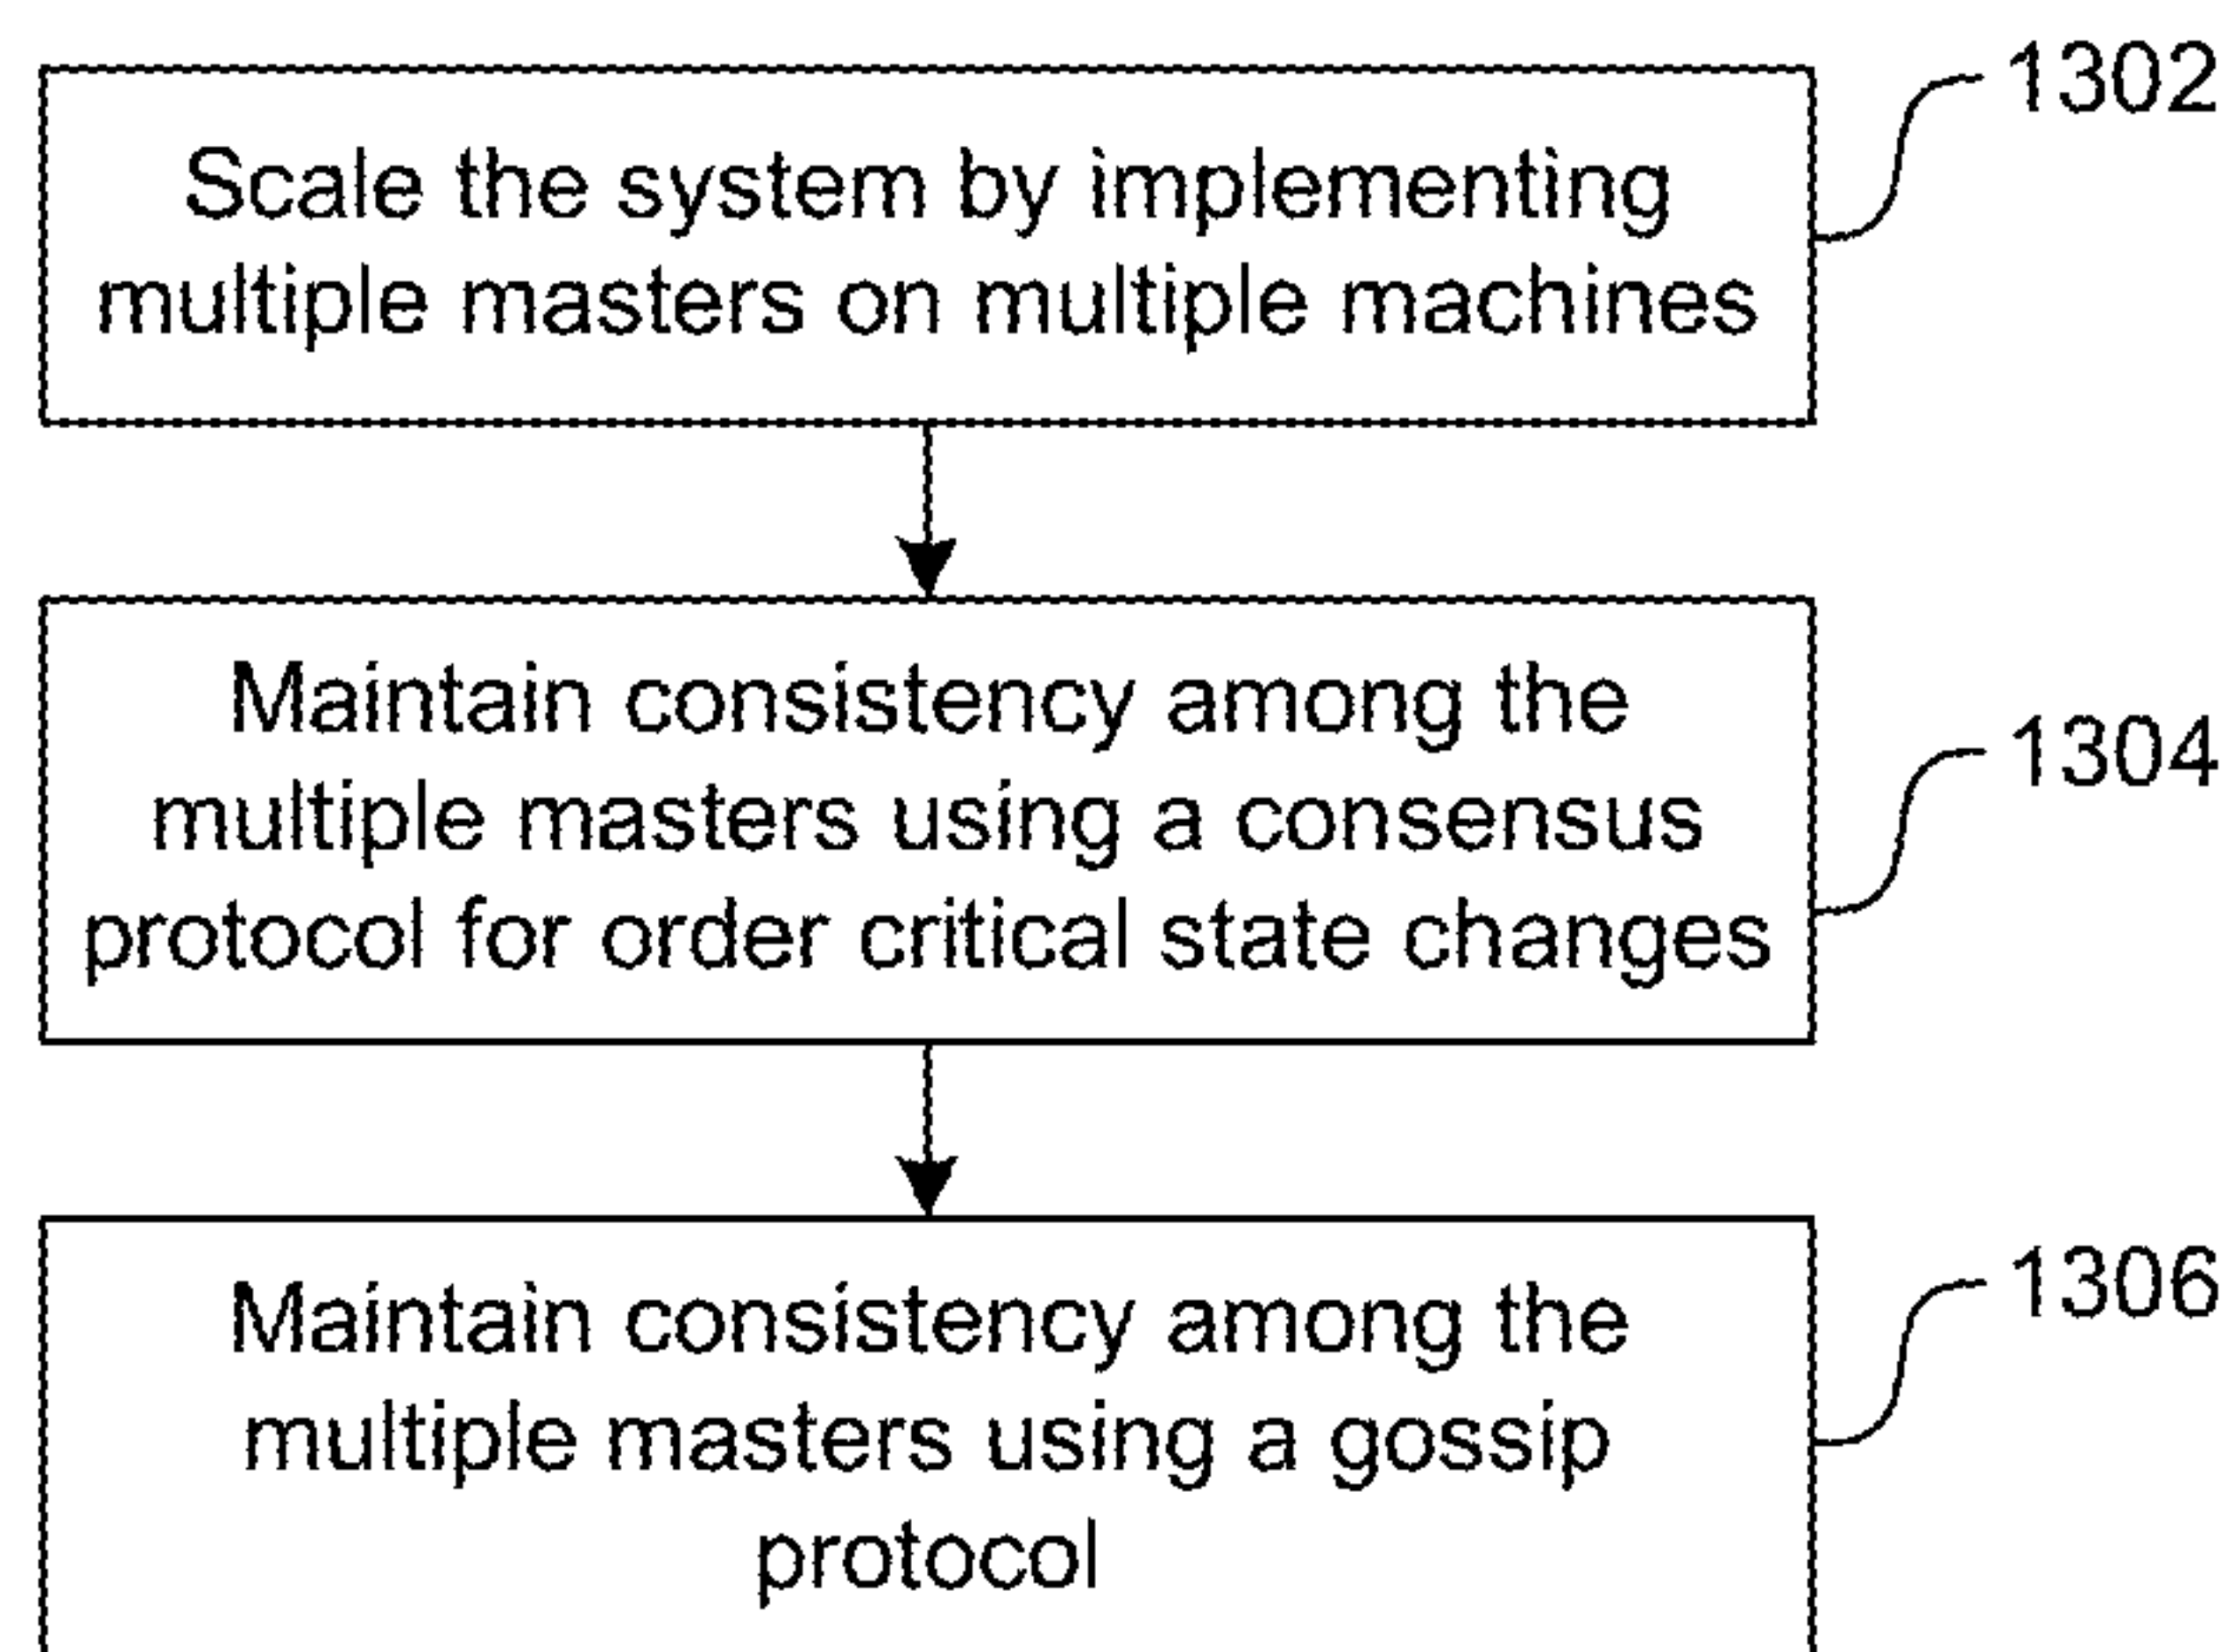 1302
Scale the system by implementing
multiple masters on multiple machines
Maintain consistency among the
multiple masters using a consensus
protocol for order critical state changes
1304
Maintain consistency among the
multiple masters using a gossip
protocol
1306